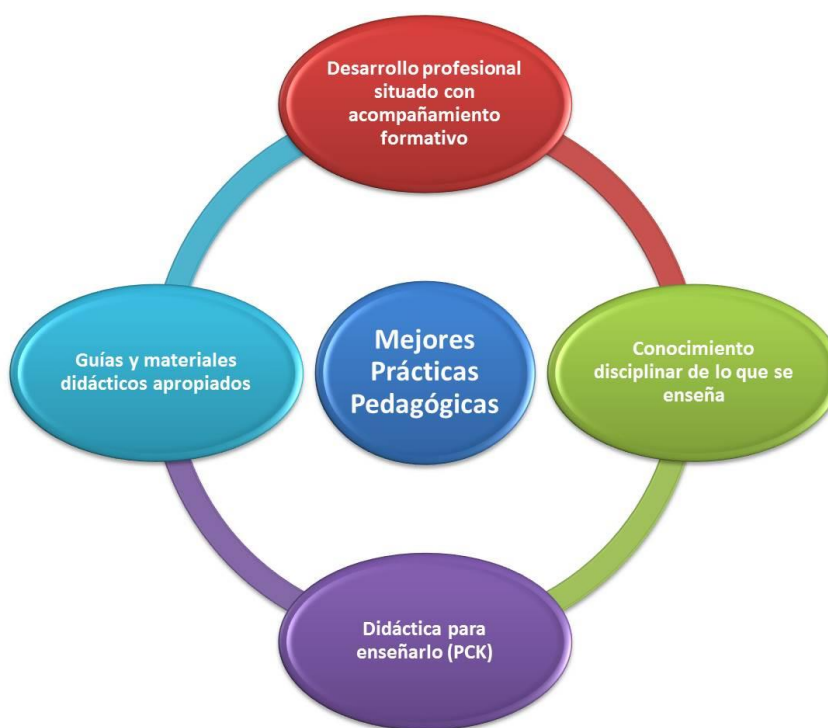 Desarrollo profesional
situado con
acompañamiento
formativo
Guías y materiales
didácticos apropiados
Mejores
Prácticas
Pedagógicas
Conocimiento
disciplinar de lo que se
enseña
Didáctica para
enseñarlo (PCK)